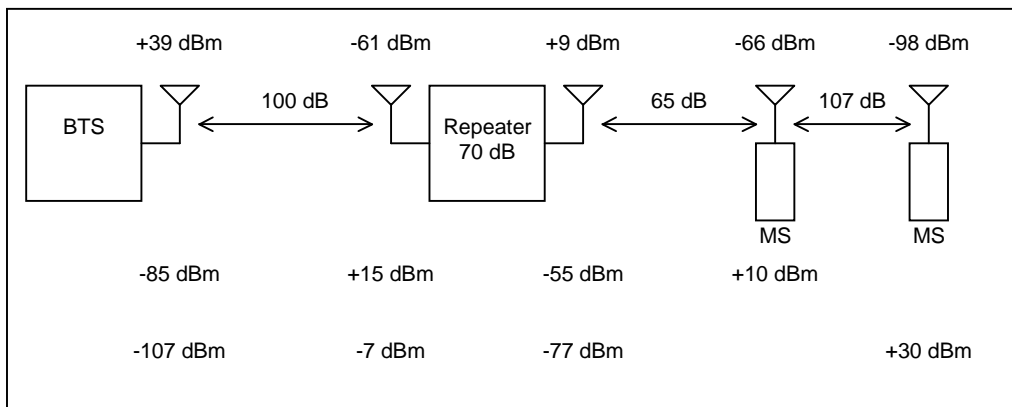 +39 dBm -61 dBm +9 dBm -66 dBm -98 dBm
100 dB 65 dB 107 dB
BTS
Repeater
70 dB
MS MS
-85 dBm +15 dBm -55 dBm +10 dBm
-107 dBm -7 dBm -77 dBm +30 dBm